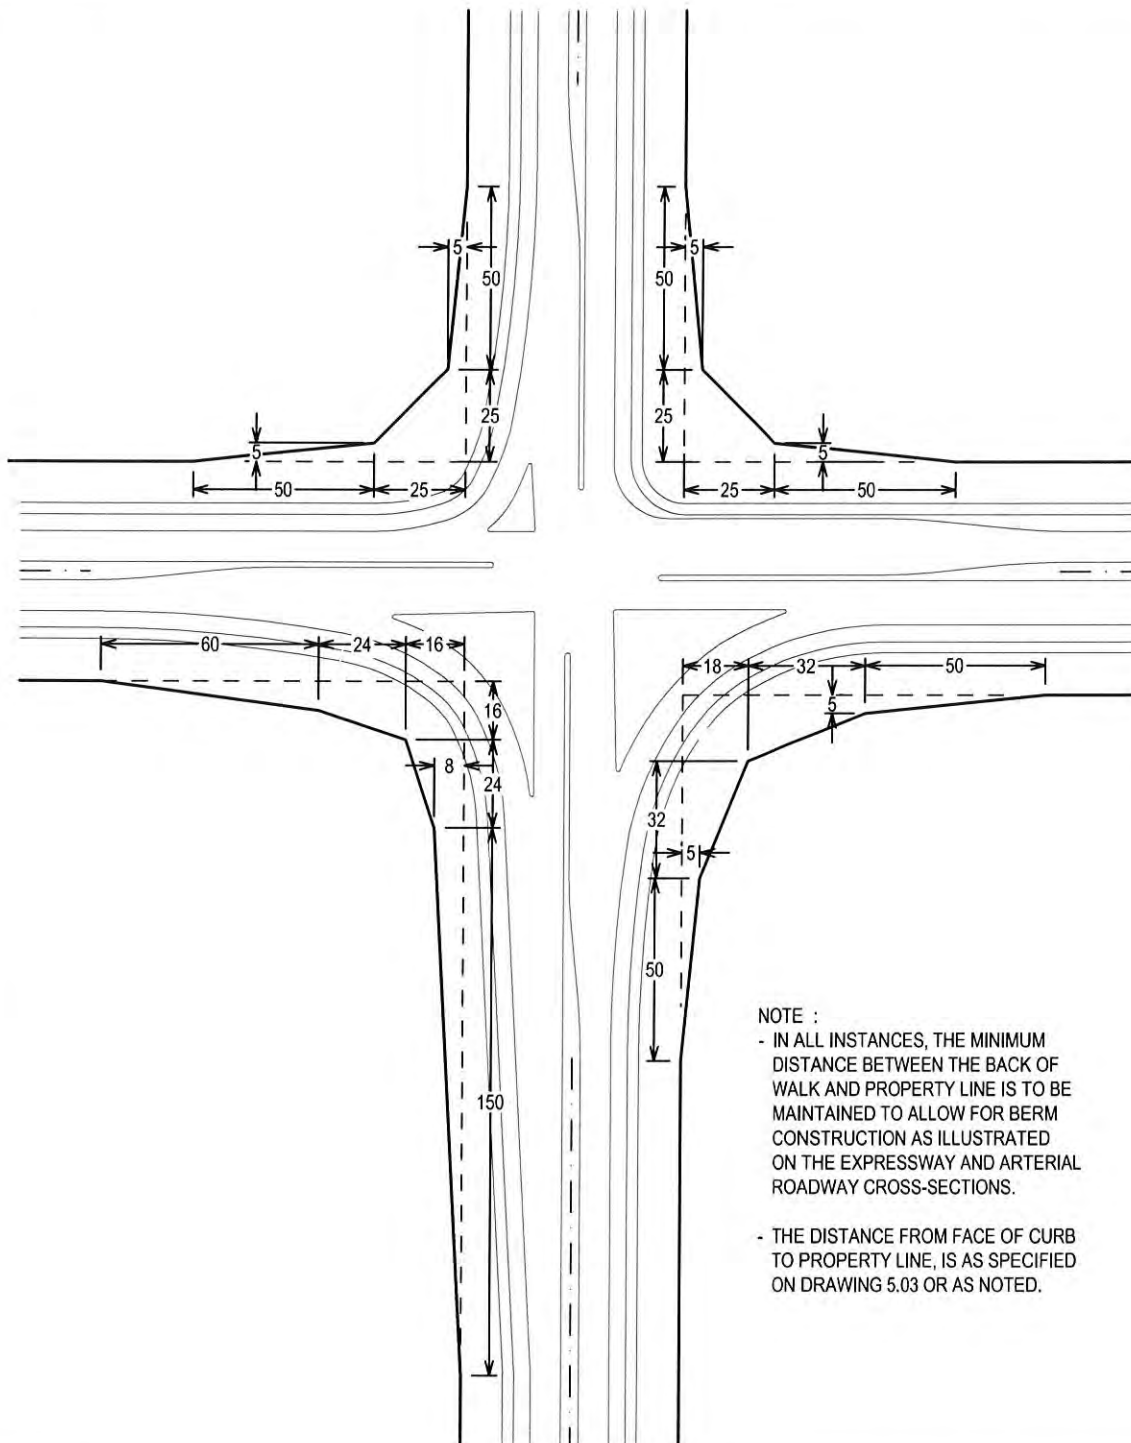 5
50
5
50
25
25
5
5
50
25
25
50
60
24
16
18
32
50
16
5
8
24
32
5
50
150
NOTE :
- IN ALL INSTANCES, THE MINIMUM
DISTANCE BETWEEN THE BACK OF
WALK AND PROPERTY LINE IS TO BE
MAINTAINED TO ALLOW FOR BERM
CONSTRUCTION AS ILLUSTRATED
ON THE EXPRESSWAY AND ARTERIAL
ROADWAY CROSS-SECTIONS.
- THE DISTANCE FROM FACE OF CURB
TO PROPERTY LINE, IS AS SPECIFIED
ON DRAWING 5.03 OR AS NOTED.